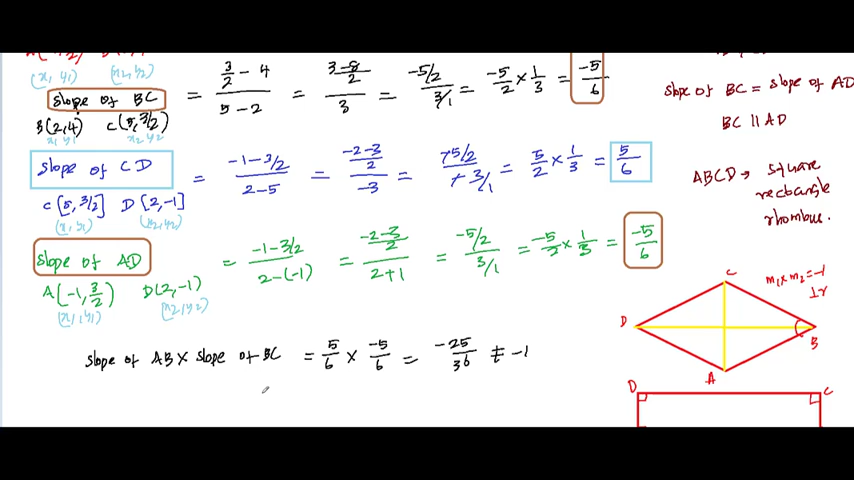 (x₁, y₁) (x₂, y₂)
slope of BC = (3/2 - 4)/(5 - 2) = ((3-8)/2)/3 = (-5/2)/(3/1) = -5/2 × 1/3 = -5/6
B(2,4) C(5, 3/2)
x₁ y₁ x₂ y₂
slope of CD = (-1 - 3/2)/(2-5) = ((-2-3)/2)/-3 = (-5/2)/(-3/1) = 5/2 × 1/3 = 5/6
C[5, 3/2] D[2, -1]
(x₁, y₁) (x₂, y₂)
slope of AD = (-1 - 3/2)/(2-(-1)) = ((-2-3)/2)/(2+1) = (-5/2)/(3/1) = -5/2 × 1/3 = -5/6
A(-1, 3/2) D(2, -1)
(x₁, y₁) (x₂, y₂)
slope of AB × slope of BC = 5/6 × -5/6 = -25/36 ≠ -1
slope of BC = slope of AD
BC || AD
ABCD → square
rectangle
rhombus.
C
m₁ × m₂ = -1
⊥r
D
B
A
D C